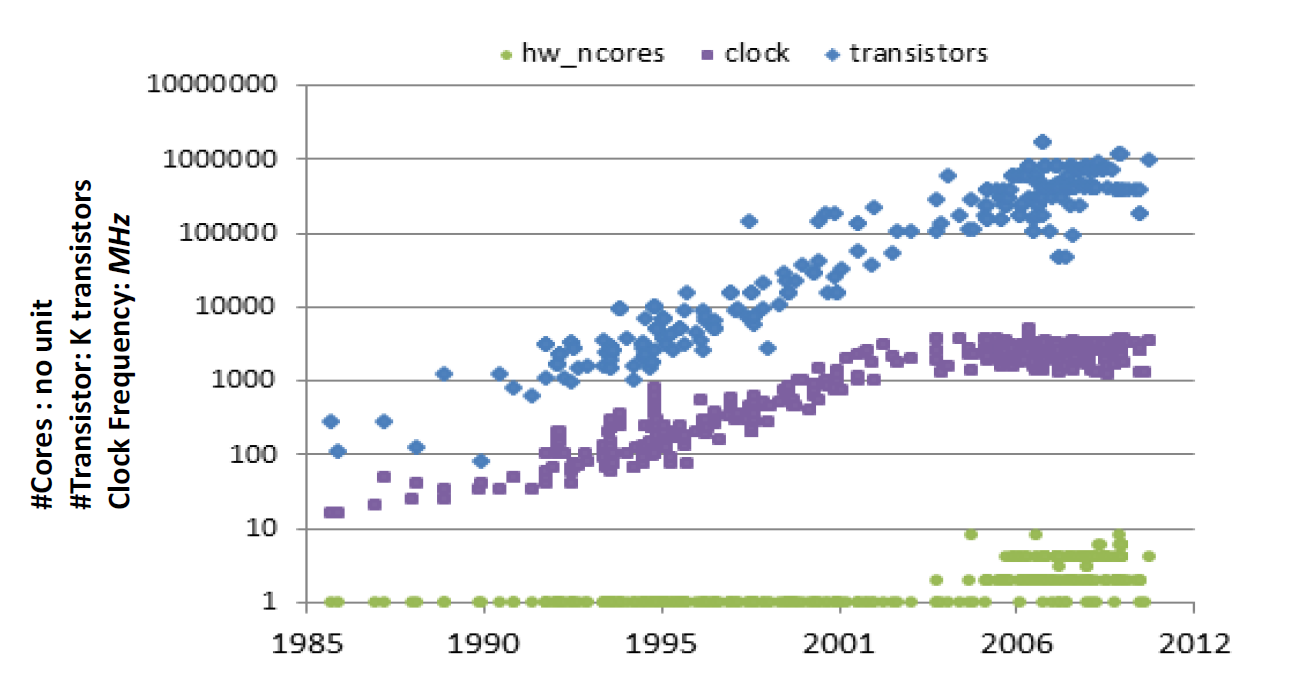 hw_ncores clock transistors
10000000
1000000
100000
10000
1000
100
10
1
#Cores : no unit
#Transistor: K transistors
Clock Frequency: MHz
1985 1990 1995 2001 2006 2012